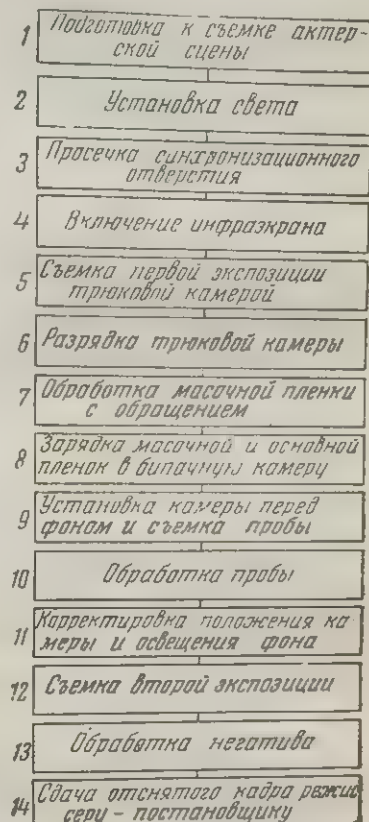 1 Подготовка к съемке актер-
ской сцены
2 Установка света
3 Просечка синхронизационного
отверстия
4 Включение инфраэкрана
5 Съемка первой экспозиции
трюковой камерой
6 Разрядка трюковой камеры
7 Обработка масочной пленки
с обращением
8 Зарядка масочной и основной
пленок в бипачную камеру
9 Установка камеры перед
фоном и съемка пробы
10 Обработка пробы
11 Корректировка положения ка
меры и освещения фона
12 Съемка второй экспозиции
13 Обработка негатива
14 Сдача отснятого кадра режис
серу - постановщику